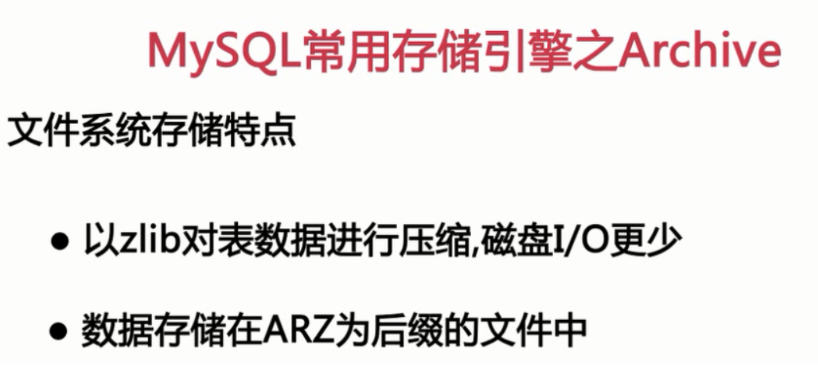 MySQL常用存储引擎之Archive
文件系统存储特点
● 以zlib对表数据进行压缩,磁盘I/O更少
● 数据存储在ARZ为后缀的文件中